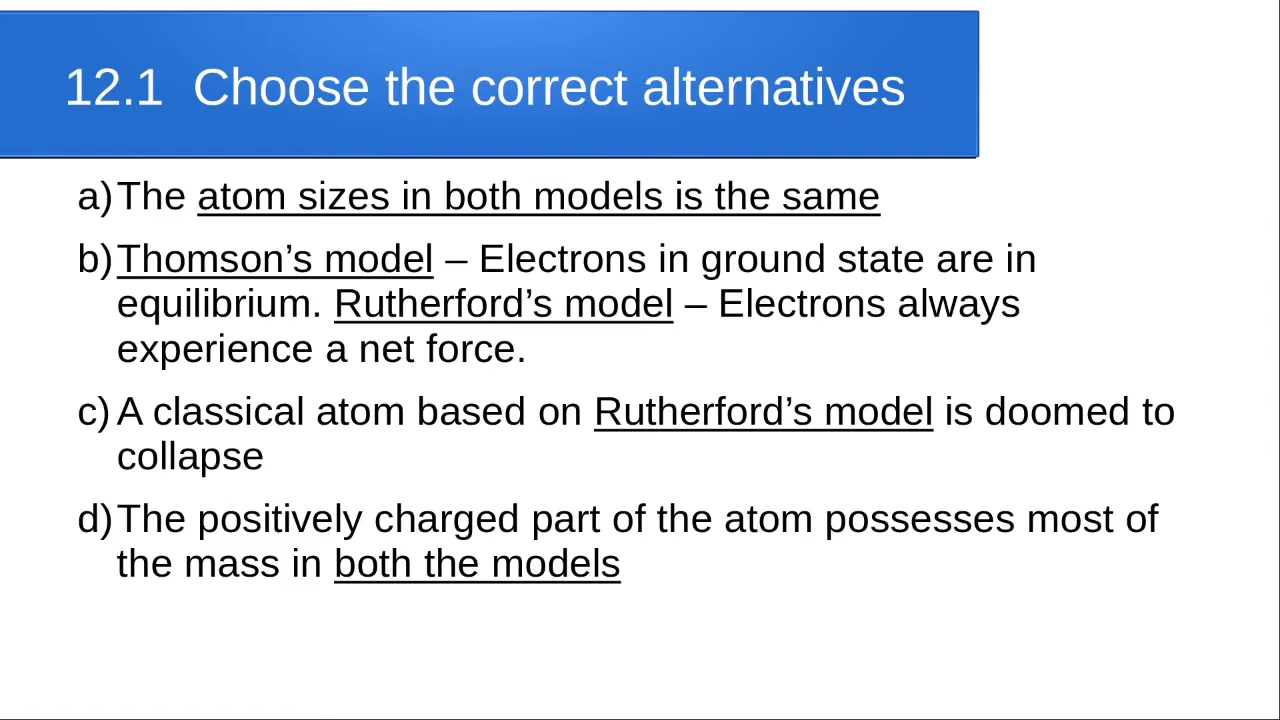 12.1 Choose the correct alternatives
a) The atom sizes in both models is the same
b) Thomson’s model – Electrons in ground state are in
equilibrium. Rutherford’s model – Electrons always
experience a net force.
c) A classical atom based on Rutherford’s model is doomed to
collapse
d) The positively charged part of the atom possesses most of
the mass in both the models